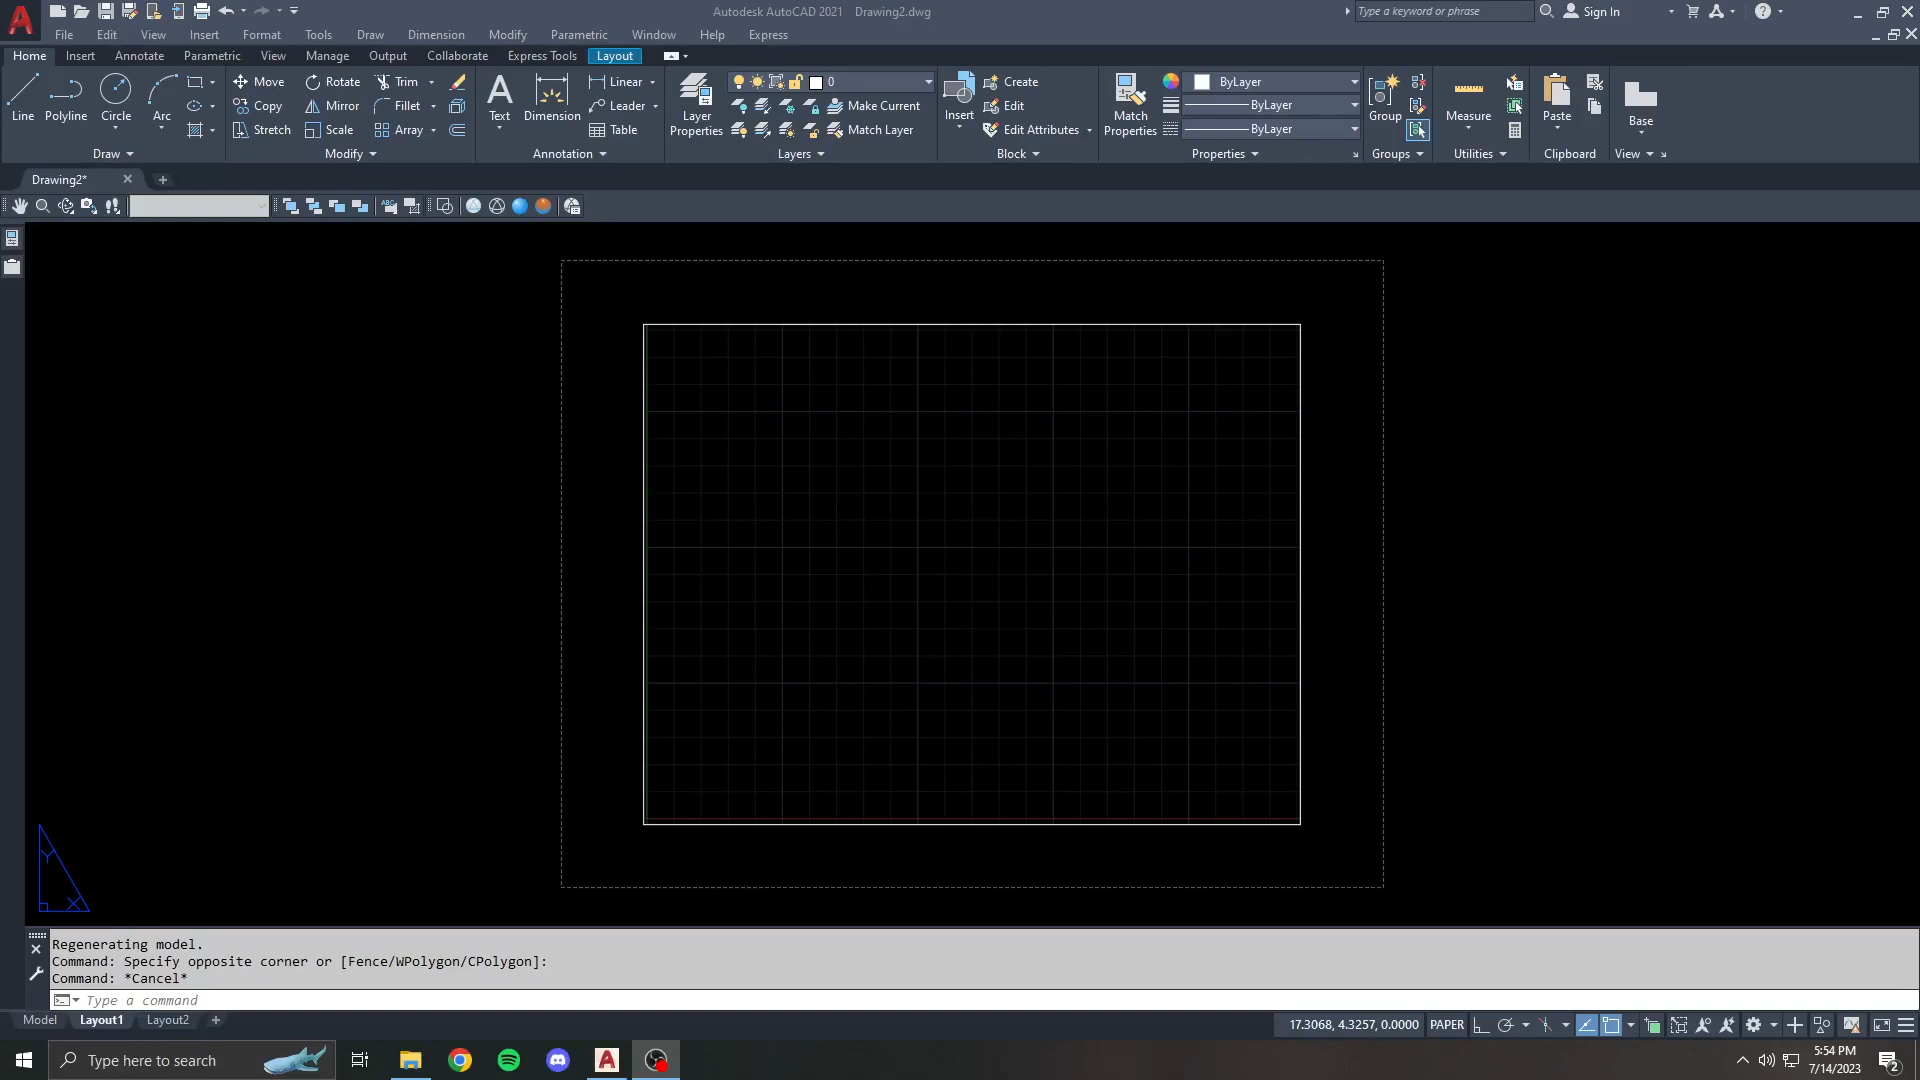 Autodesk AutoCAD 2021 Drawing2.dwg
Type a keyword or phrase
Sign In
File Edit View Insert Format Tools Draw Dimension Modify Parametric Window Help Express
Home Insert Annotate Parametric View Manage Output Collaborate Express Tools Layout
Line Polyline Circle Arc
Draw
Move Rotate Trim
Copy Mirror Fillet
Stretch Scale Array
Modify
Text Dimension
Linear
Leader
Table
Annotation
Layer
Properties
0
Make Current
Match Layer
Layers
Insert
Create
Edit
Edit Attributes
Block
Match
Properties
ByLayer
ByLayer
ByLayer
Properties
Group
Groups
Measure
Utilities
Paste
Clipboard
Base
View
Drawing2*
ABC
Y
X
Regenerating model.
Command: Specify opposite corner or [Fence/WPolygon/CPolygon]:
Command: *Cancel*
Type a command
Model Layout1 Layout2
17.3068, 4.3257, 0.0000 PAPER
Type here to search
5:54 PM
7/14/2023
2